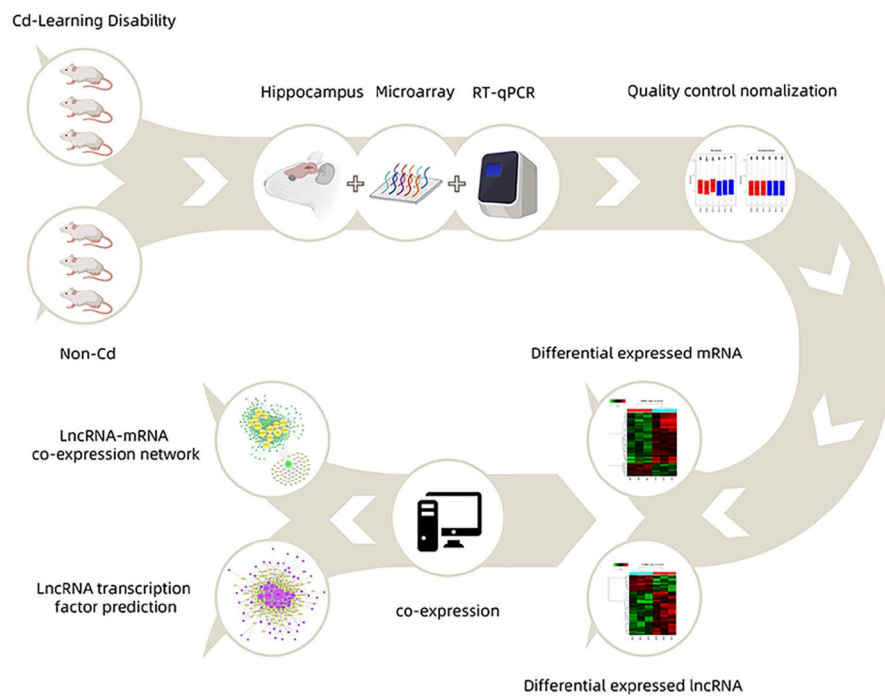 Cd-Learning Disability
Hippocampus
Microarray
RT-qPCR
Quality control nomalization
Non-Cd
Differential expressed mRNA
LncRNA-mRNA
co-expression network
LncRNA transcription
factor prediction
co-expression
Differential expressed lncRNA